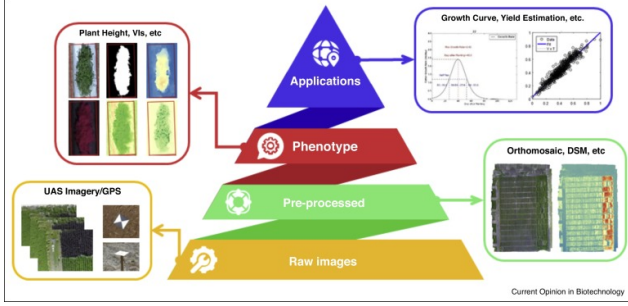 Plant Height, VIs, etc
Growth Curve, Yield Estimation, etc.
Applications
Phenotype
Orthomosaic, DSM, etc
UAS Imagery/GPS
Pre-processed
Raw images
Current Opinion in Biotechnology